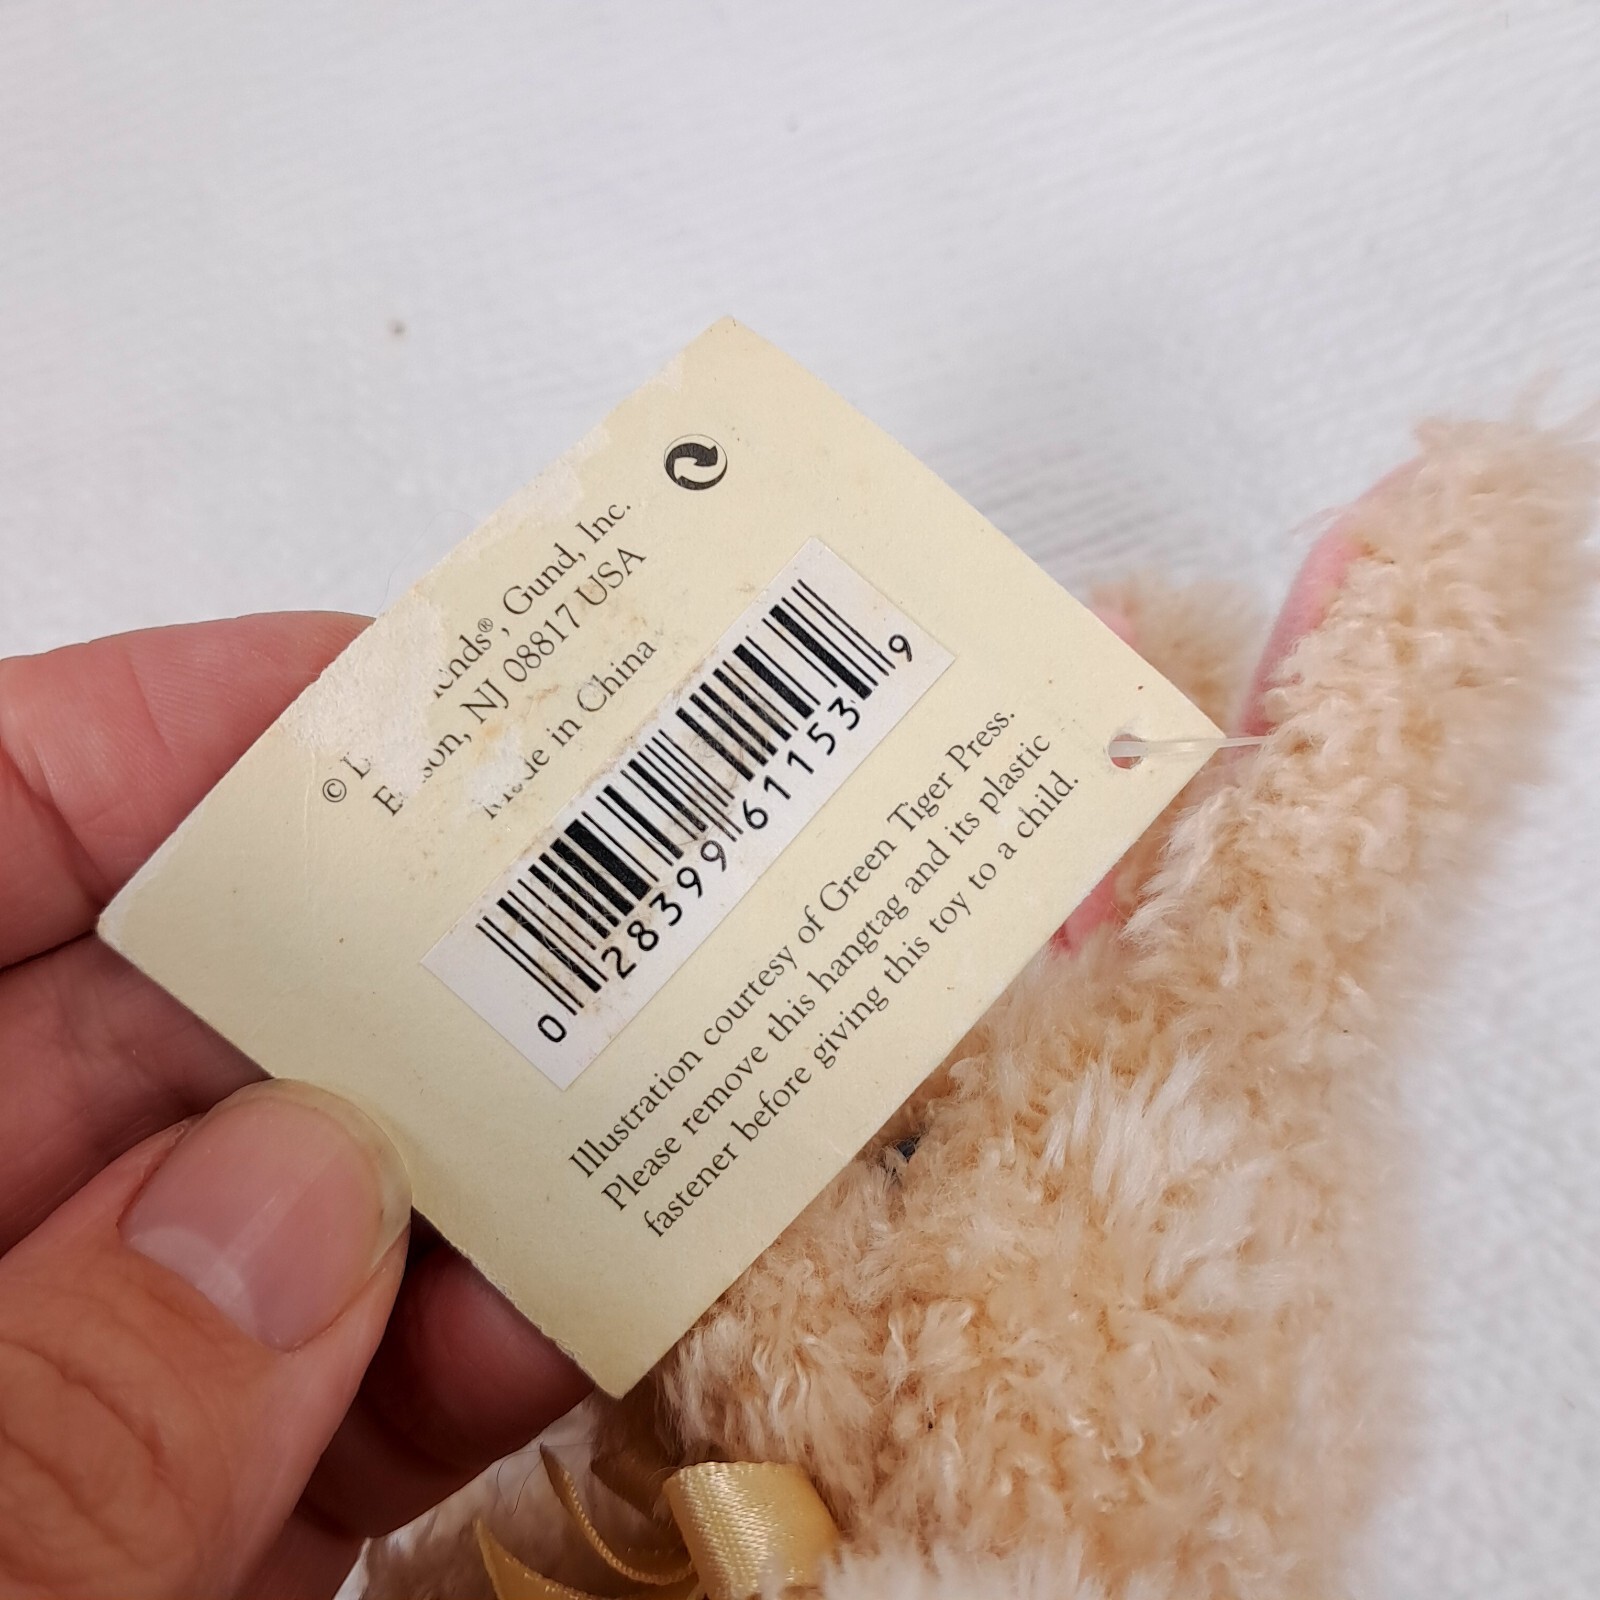 © 
Gund, Inc.
NJ 08817 USA
Made in China
0 28399 61153 9
Illustration courtesy of Green Tiger Press.
Please remove this hangtag and its plastic
fastener before giving this toy to a child.